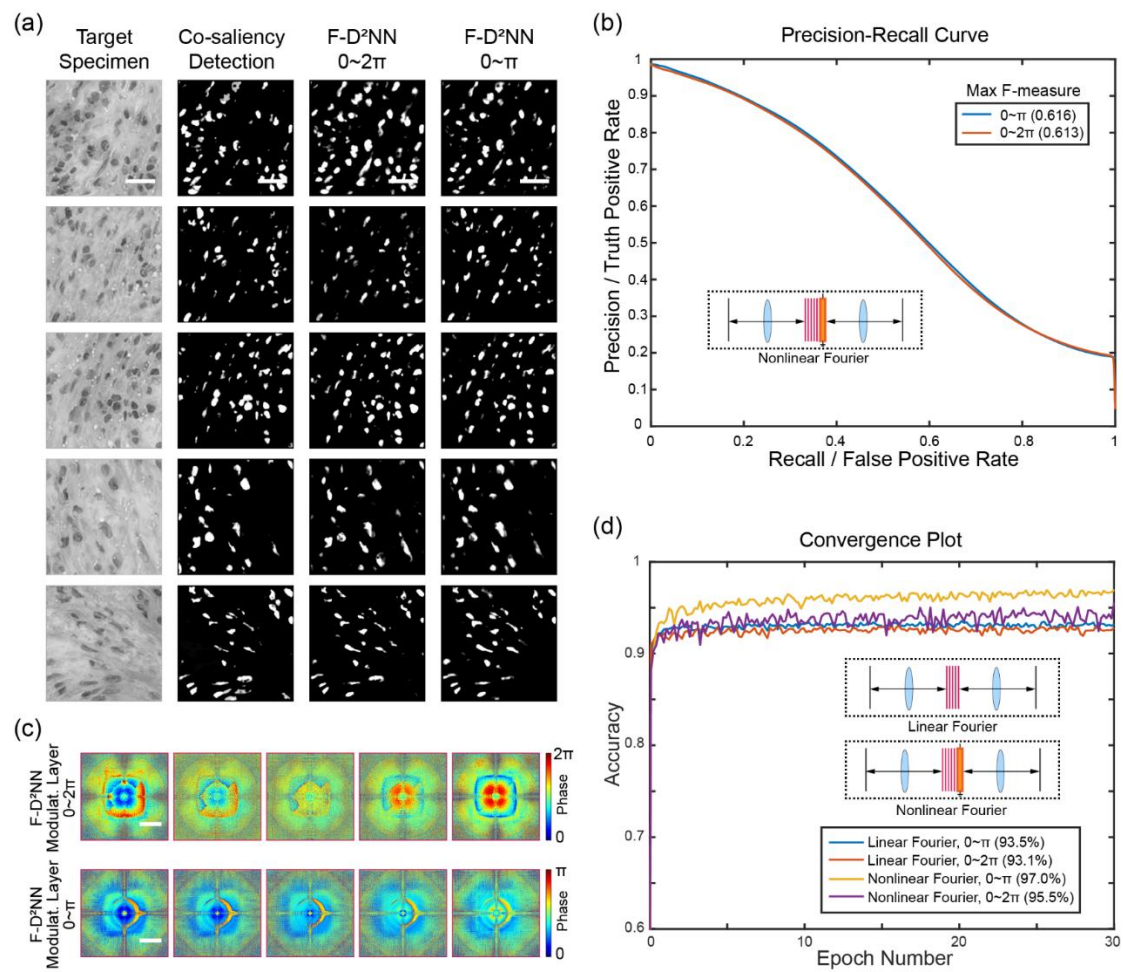 (a)
Target
Specimen
Co-saliency
Detection
F-D²NN
0~2π
F-D²NN
0~π
(b)
Precision-Recall Curve
Precision / Truth Positive Rate
1
0.9
0.8
0.7
0.6
0.5
0.4
0.3
0.2
0.1
0
0
0.2
0.4
0.6
0.8
1
Recall / False Positive Rate
Max F-measure
0~π (0.616)
0~2π (0.613)
Nonlinear Fourier
(c)
F-D²NN
Modulat. Layer
0~2π
2π
Phase
0
F-D²NN
Modulat. Layer
0~π
π
Phase
0
(d)
Convergence Plot
Accuracy
1
0.9
0.8
0.7
0.6
0
10
20
30
Epoch Number
Linear Fourier
Nonlinear Fourier
Linear Fourier, 0~π (93.5%)
Linear Fourier, 0~2π (93.1%)
Nonlinear Fourier, 0~π (97.0%)
Nonlinear Fourier, 0~2π (95.5%)